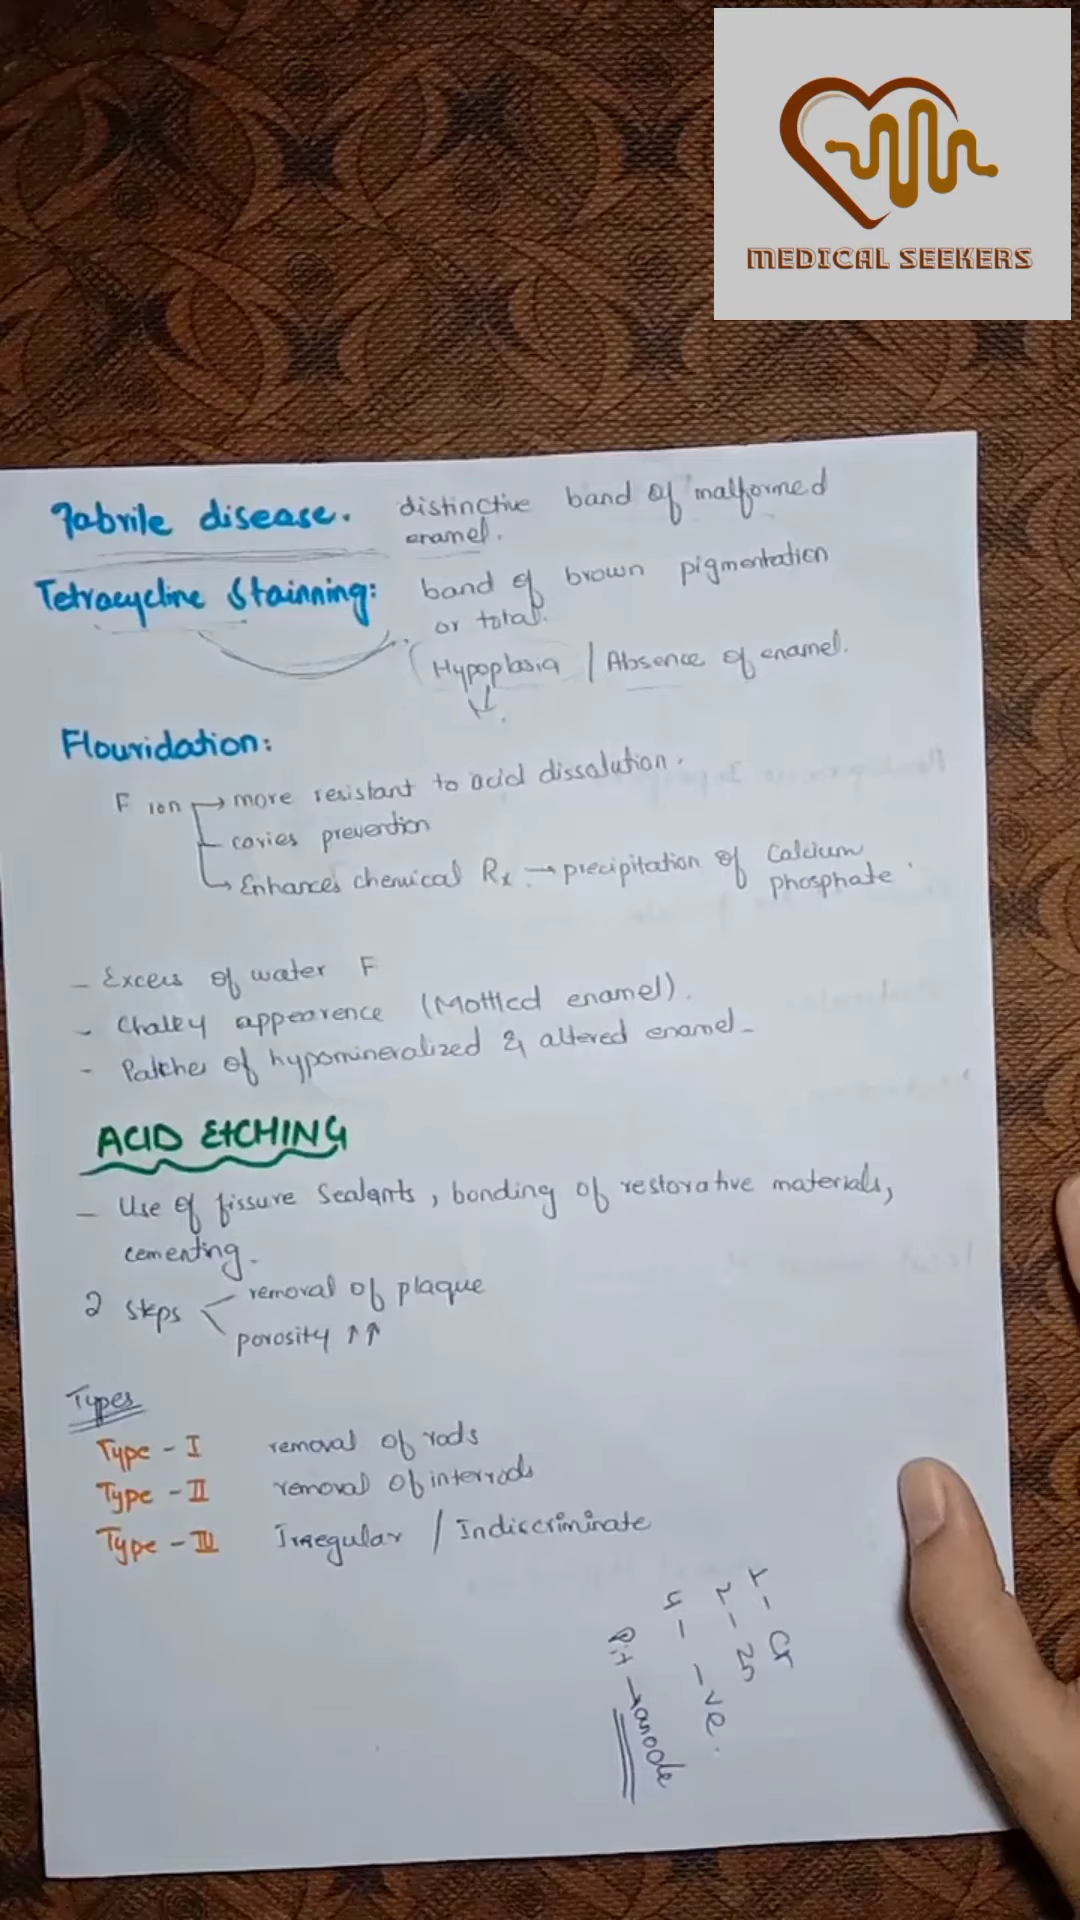 MEDICAL SEEKERS
Fabrile disease. distinctive band of malformed
enamel.
Tetracycline Stainning: band of brown pigmentation
or total.
Hypoplasia / Absence of enamel.
Flouridation:
F ion → more resistant to acid dissolution.
caries prevention
→ Enhances chemical Rx → precipitation of Calcium
phosphate
- Excess of water F
- Chalky appearence (Mottled enamel).
- Patches of hypomineralized & altered enamel-
ACID EtCHING
- Use of fissure Sealants, bonding of restorative materials,
cementing.
2 Steps removal of plaque
porosity ↑↑
Types
Type - I removal of rods
Type - II removal of interrods
Type - III Irregular / Indiscriminate
-ve.
Pit → anode